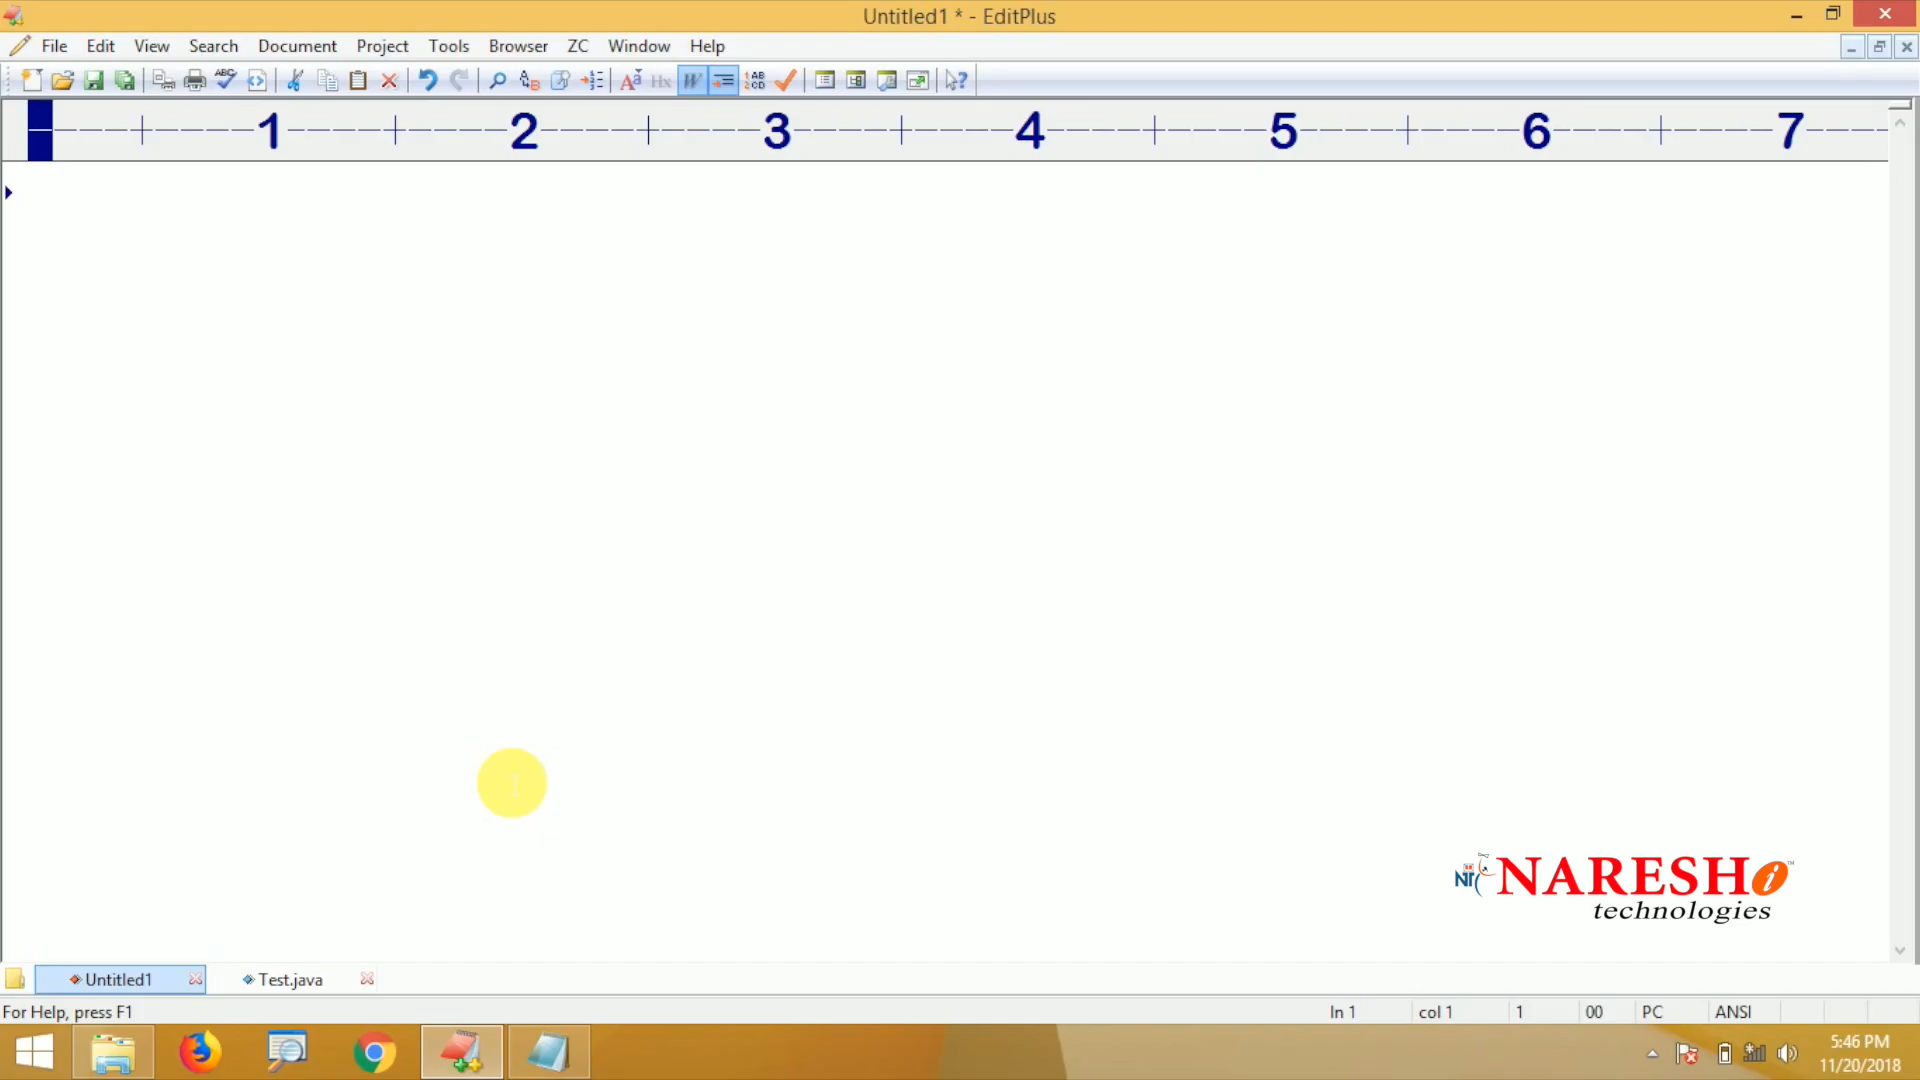 Untitled1 * - EditPlus
File Edit View Search Document Project Tools Browser ZC Window Help
1 2 3 4 5 6 7
NARESH i ™
technologies
Untitled1 Test.java
For Help, press F1 ln 1 col 1 1 00 PC ANSI
5:46 PM
11/20/2018